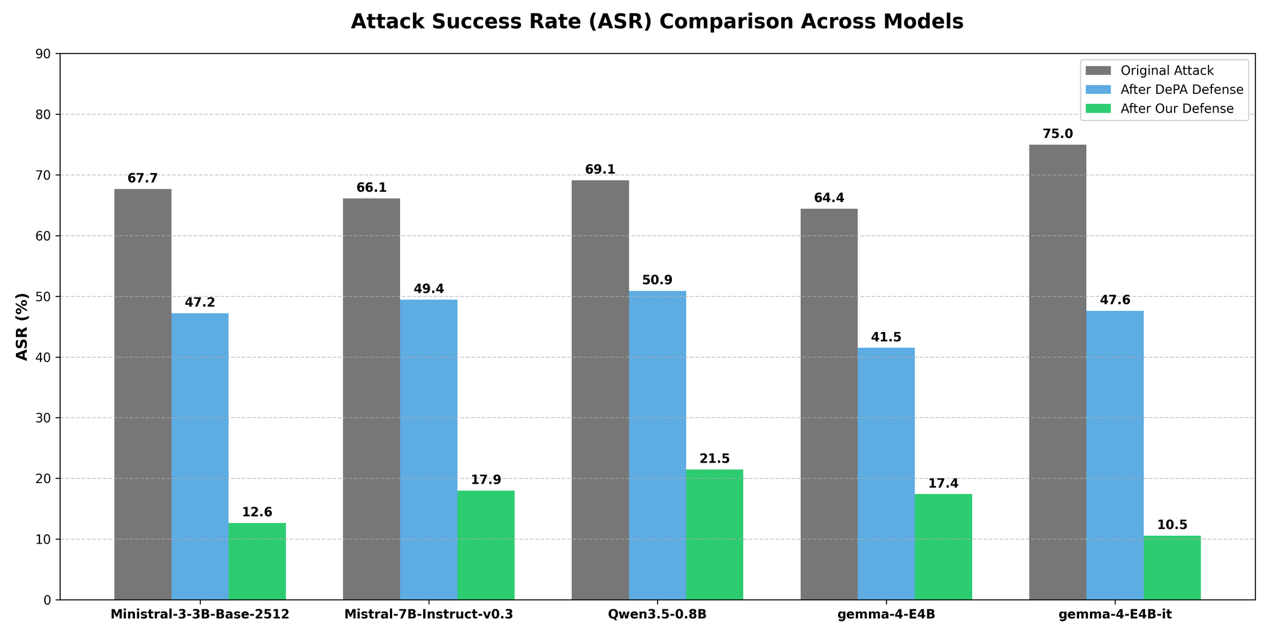 Attack Success Rate (ASR) Comparison Across Models
Original Attack
After DePA Defense
After Our Defense
ASR (%)
90
80
70
60
50
40
30
20
10
0
67.7
47.2
12.6
66.1
49.4
17.9
69.1
50.9
21.5
64.4
41.5
17.4
75.0
47.6
10.5
Ministral-3-3B-Base-2512
Mistral-7B-Instruct-v0.3
Qwen3.5-0.8B
gemma-4-E4B
gemma-4-E4B-it